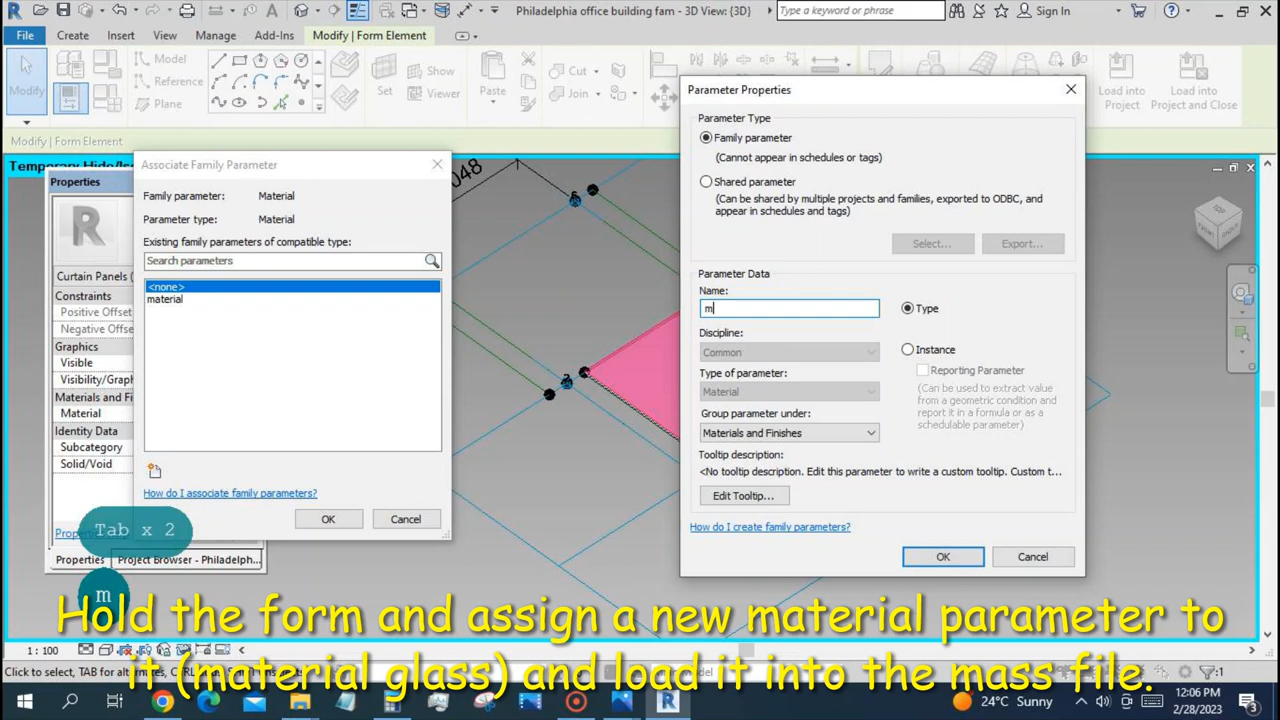 Philadelphia office building fam - 3D View: {3D}
Type a keyword or phrase
Sign In
File
Create
Insert
View
Manage
Add-Ins
Modify | Form Element
Modify
Model
Reference
Plane
Set
Show
Viewer
Paste
Cut
Join
Load into Project
Load into Project and Close
Modify | Form Element
Temporary Hide/Is
Properties
Curtain Panels (
Constraints
Positive Offset
Negative Offset
Graphics
Visible
Visibility/Graph
Materials and Fi
Material
Identity Data
Subcategory
Solid/Void
Properties
Project Browser - Philadelph...
Associate Family Parameter
Family parameter: Material
Parameter type: Material
Existing family parameters of compatible type:
Search parameters
<none>
material
How do I associate family parameters?
OK
Cancel
Parameter Properties
Parameter Type
Family parameter
(Cannot appear in schedules or tags)
Shared parameter
(Can be shared by multiple projects and families, exported to ODBC, and
appear in schedules and tags)
Select...
Export...
Parameter Data
Name:
m
Type
Discipline:
Common
Instance
Reporting Parameter
Type of parameter:
Material
(Can be used to extract value
from a geometric condition and
report it in a formula or as a
schedulable parameter)
Group parameter under:
Materials and Finishes
Tooltip description:
<No tooltip description. Edit this parameter to write a custom tooltip. Custom t...
Edit Tooltip...
How do I create family parameters?
OK
Cancel
Tab x 2
m
Hold the form and assign a new material parameter to
it (material glass) and load it into the mass file.
1 : 100
Click to select, TAB for alternates, CTRL
:1
24°C Sunny
12:06 PM
2/28/2023
3